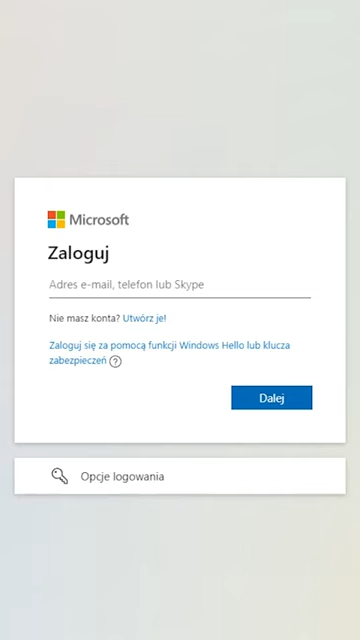 Microsoft
Zaloguj
Adres e-mail, telefon lub Skype
Nie masz konta? Utwórz je!
Zaloguj się za pomocą funkcji Windows Hello lub klucza
zabezpieczeń ?
Dalej
Opcje logowania